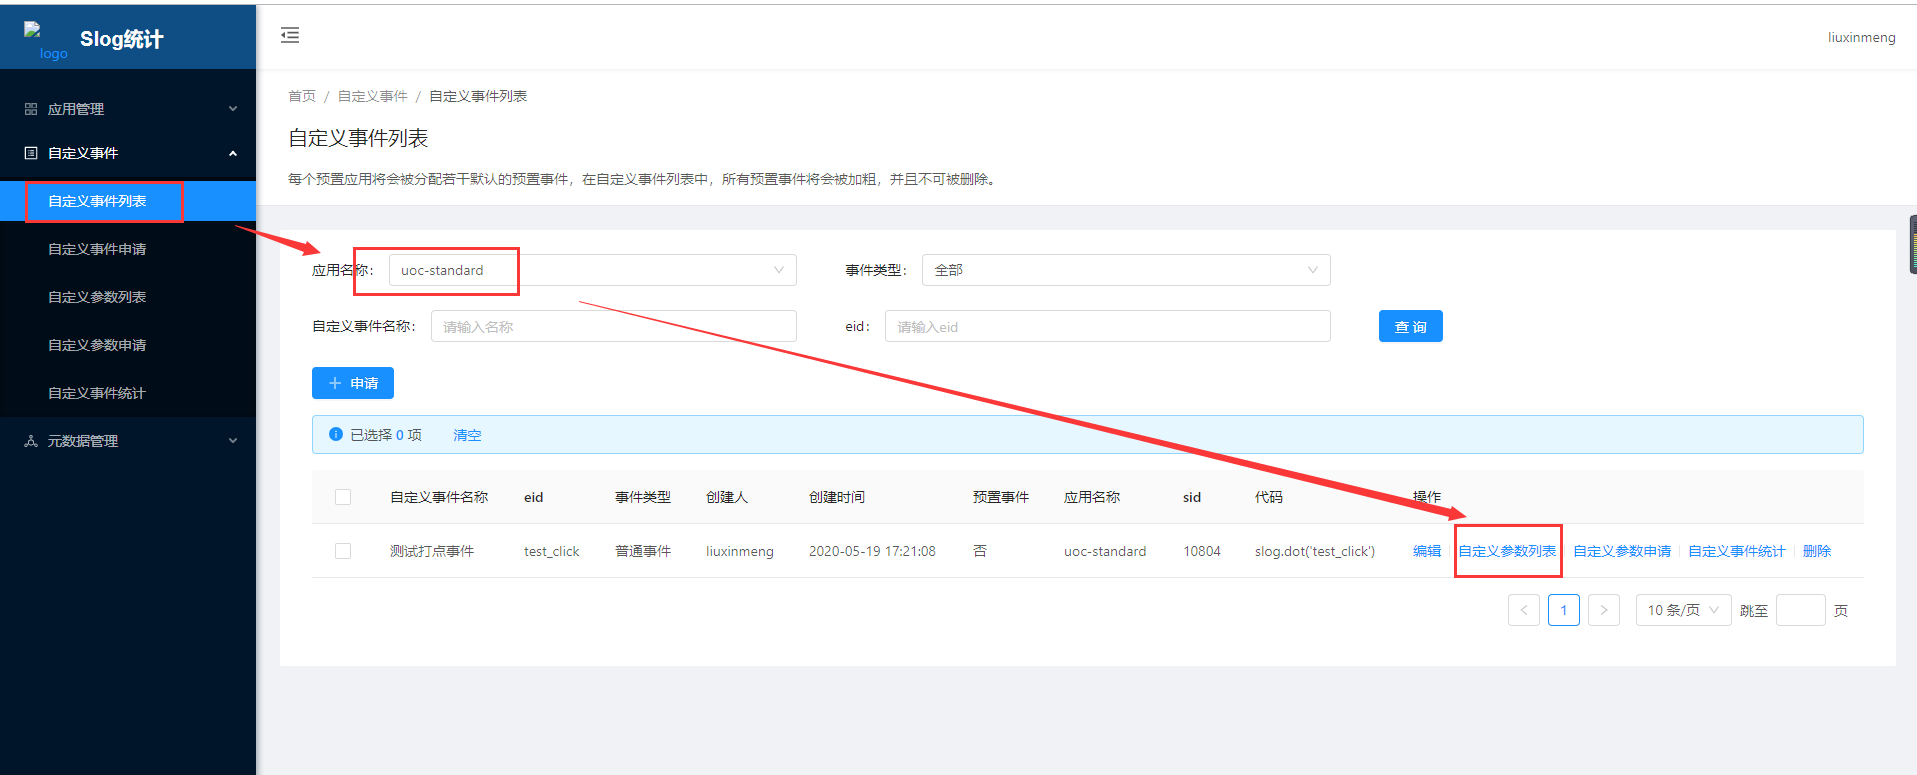 logo
Slog统计
liuxinmeng
应用管理
自定义事件
自定义事件列表
自定义事件申请
自定义参数列表
自定义参数申请
自定义事件统计
元数据管理
首页 / 自定义事件 / 自定义事件列表
自定义事件列表
每个预置应用将会被分配若干默认的预置事件，在自定义事件列表中，所有预置事件将会被加粗，并且不可被删除。
应用名称： uoc-standard 事件类型： 全部
自定义事件名称： 请输入名称 eid： 请输入eid 查 询
申请
已选择 0 项 清空
自定义事件名称 eid 事件类型 创建人 创建时间 预置事件 应用名称 sid 代码 操作
测试打点事件 test_click 普通事件 liuxinmeng 2020-05-19 17:21:08 否 uoc-standard 10804 slog.dot('test_click') 编辑 自定义参数列表 自定义参数申请 自定义事件统计 删除
< 1 > 10 条/页 跳至 页